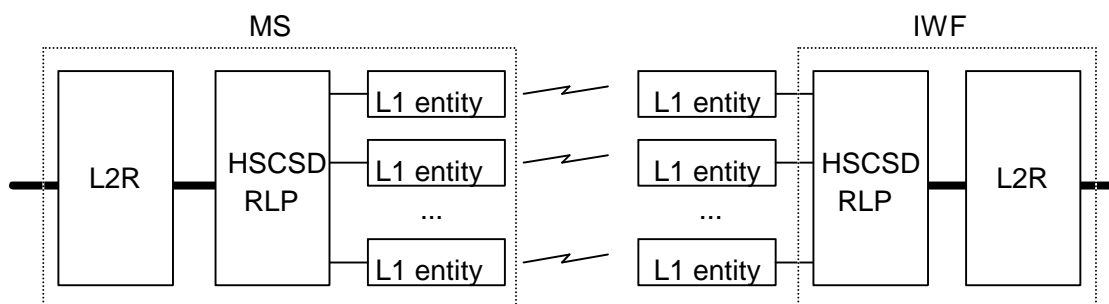 MS
IWF
L1 entity
L1 entity
L1 entity
L1 entity
L2R
HSCSD
RLP
HSCSD
RLP
L2R
...
...
L1 entity
L1 entity